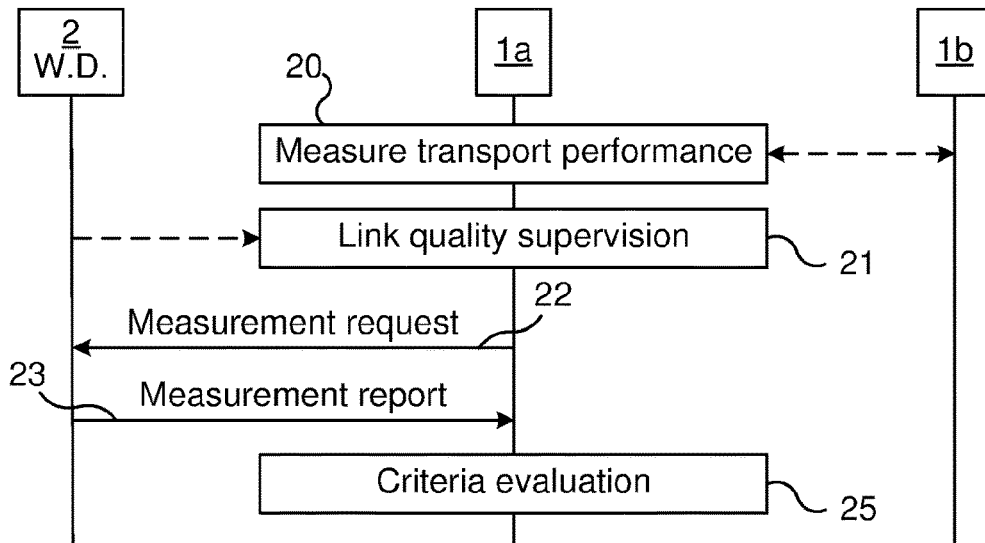 2
W.D.
1a
1b
20
Measure transport performance
Link quality supervision
21
22
Measurement request
23
Measurement report
Criteria evaluation
25